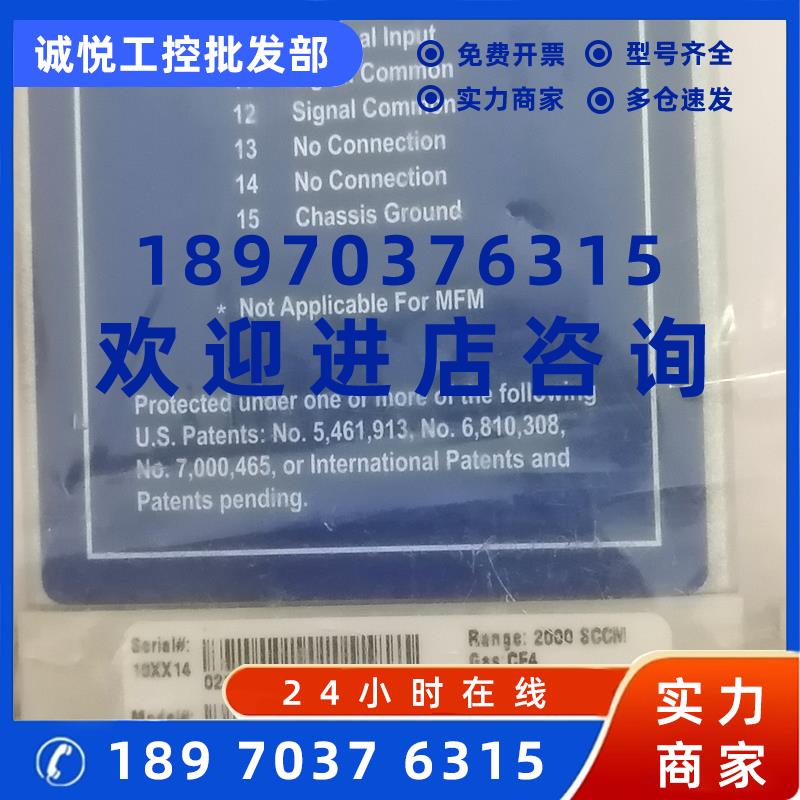 诚悦工控批发部
免费开票
型号齐全
实力商家
多仓速发
al Input
Common
12 Signal Common
13 No Connection
14 No Connection
15 Chassis Ground
18970376315
* Not Applicable For MFM
欢迎进店咨询
Protected under one or more of the following
U.S. Patents: No. 5,461,913, No. 6,810,308,
No. 7,000,465, or International Patents and
Patents pending.
Serial#:
Range: 2000 SCCM
Gas CF4
24小时在线
实力
商家
189 7037 6315